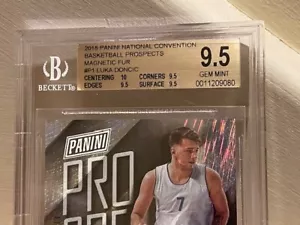 2018 PANINI NATIONAL CONVENTION
BASKETBALL PROSPECTS
MAGNETIC FUR
#P1 LUKA DONCIC
CENTERING 10 CORNERS 9.5
EDGES 9.5 SURFACE 9.5
9.5
GEM MINT
0011209080
BECKETT
PANINI
PRO
7